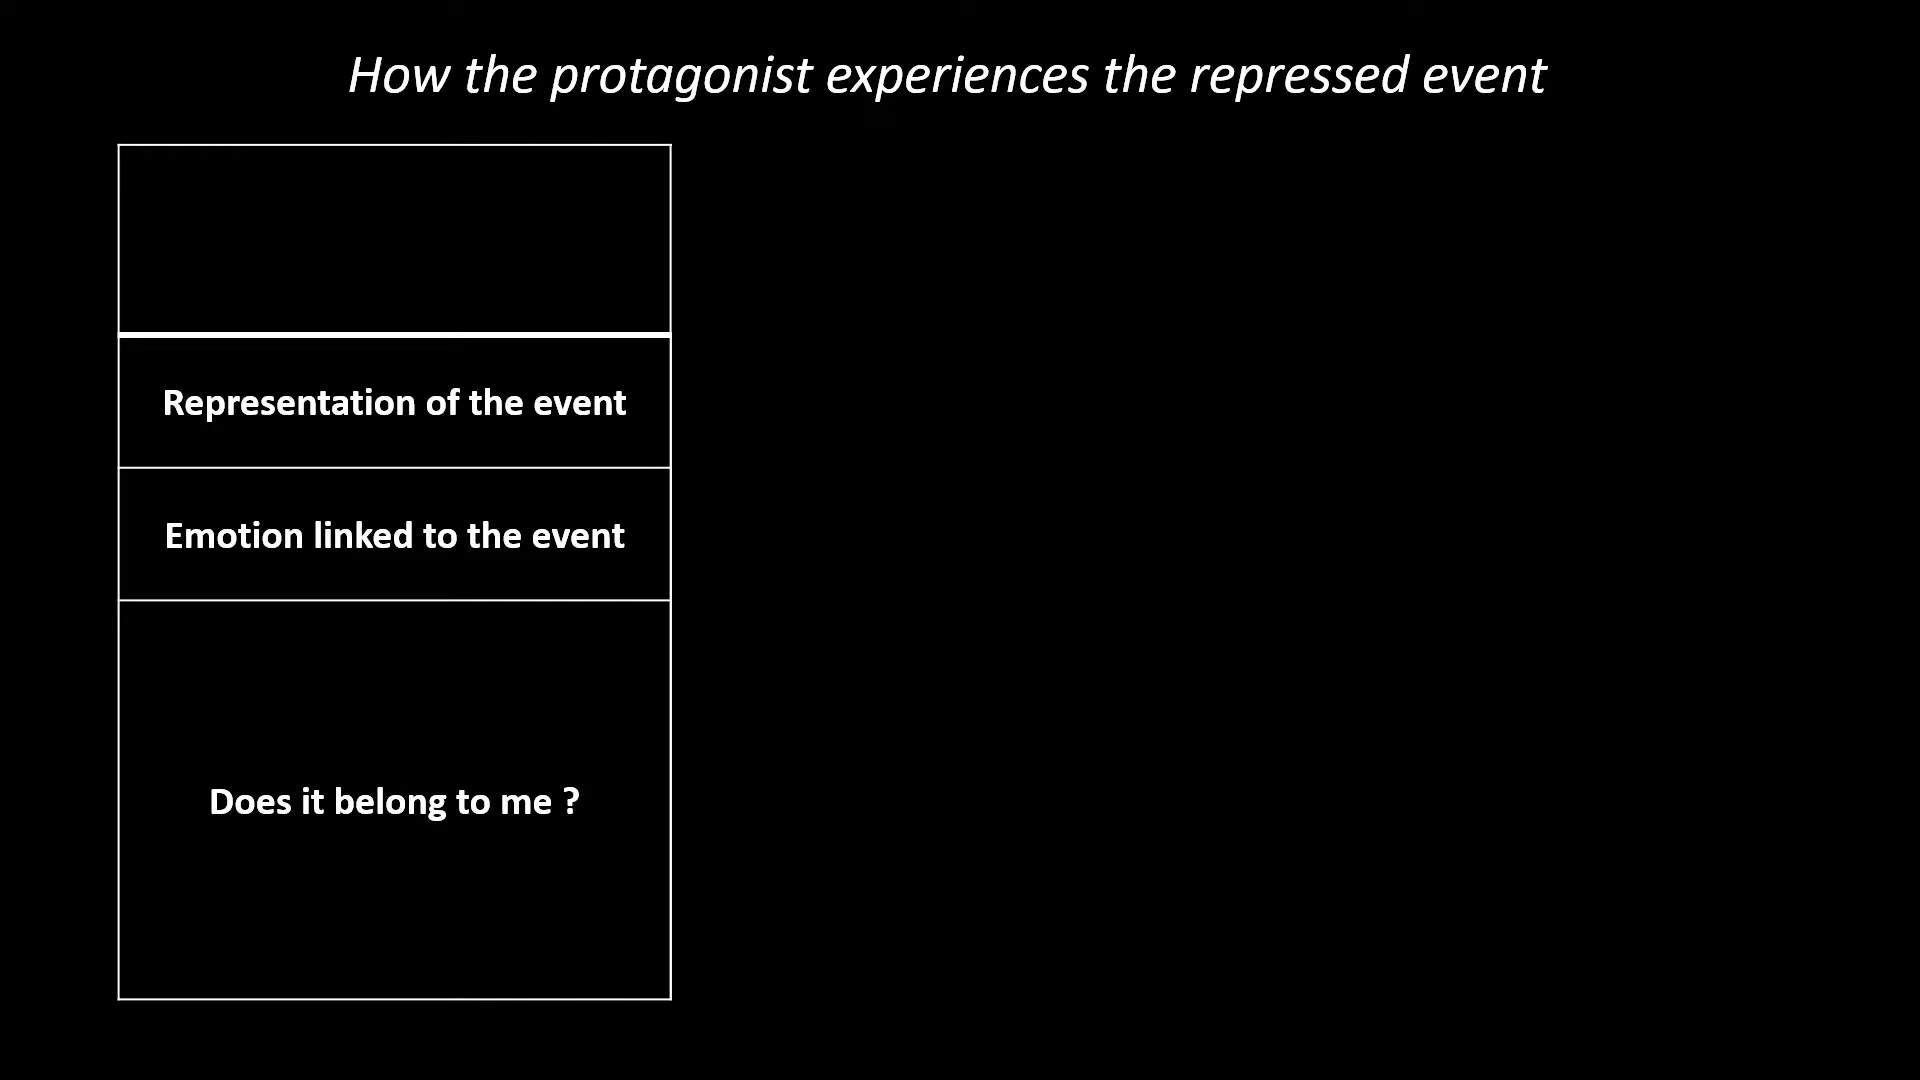 How the protagonist experiences the repressed event
Representation of the event
Emotion linked to the event
Does it belong to me ?